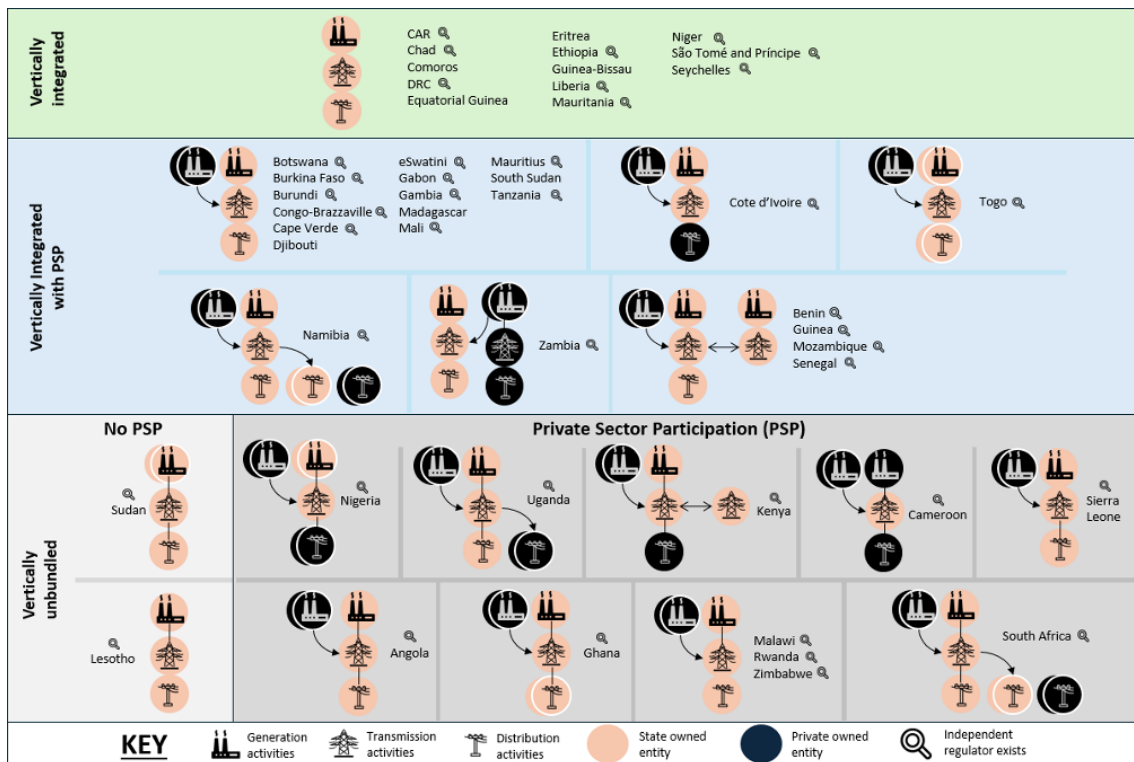 Vertically
integrated
CAR
Chad
Comoros
DRC
Equatorial Guinea
Eritrea
Ethiopia
Guinea-Bissau
Liberia
Mauritania
Niger
São Tomé and Príncipe
Seychelles
Vertically Integrated
with PSP
Botswana
Burkina Faso
Burundi
Congo-Brazzaville
Cape Verde
Djibouti
eSwatini
Gabon
Gambia
Madagascar
Mali
Mauritius
South Sudan
Tanzania
Cote d'Ivoire
Togo
Namibia
Zambia
Benin
Guinea
Mozambique
Senegal
Vertically
unbundled
No PSP
Private Sector Participation (PSP)
Sudan
Nigeria
Uganda
Kenya
Cameroon
Sierra
Leone
Lesotho
Angola
Ghana
Malawi
Rwanda
Zimbabwe
South Africa
KEY
Generation
activities
Transmission
activities
Distribution
activities
State owned
entity
Private owned
entity
Independent
regulator exists